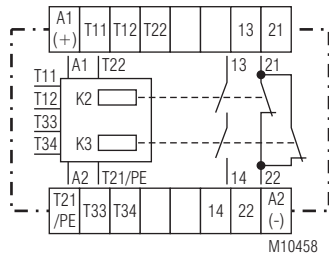 A1 (+) T11 T12 T22 13 21
A1 T22 13 21
T11
T12 K2
T33
T34 K3
A2 T21/PE 14 22
T21 /PE T33 T34 14 22 A2 (-)
M10458